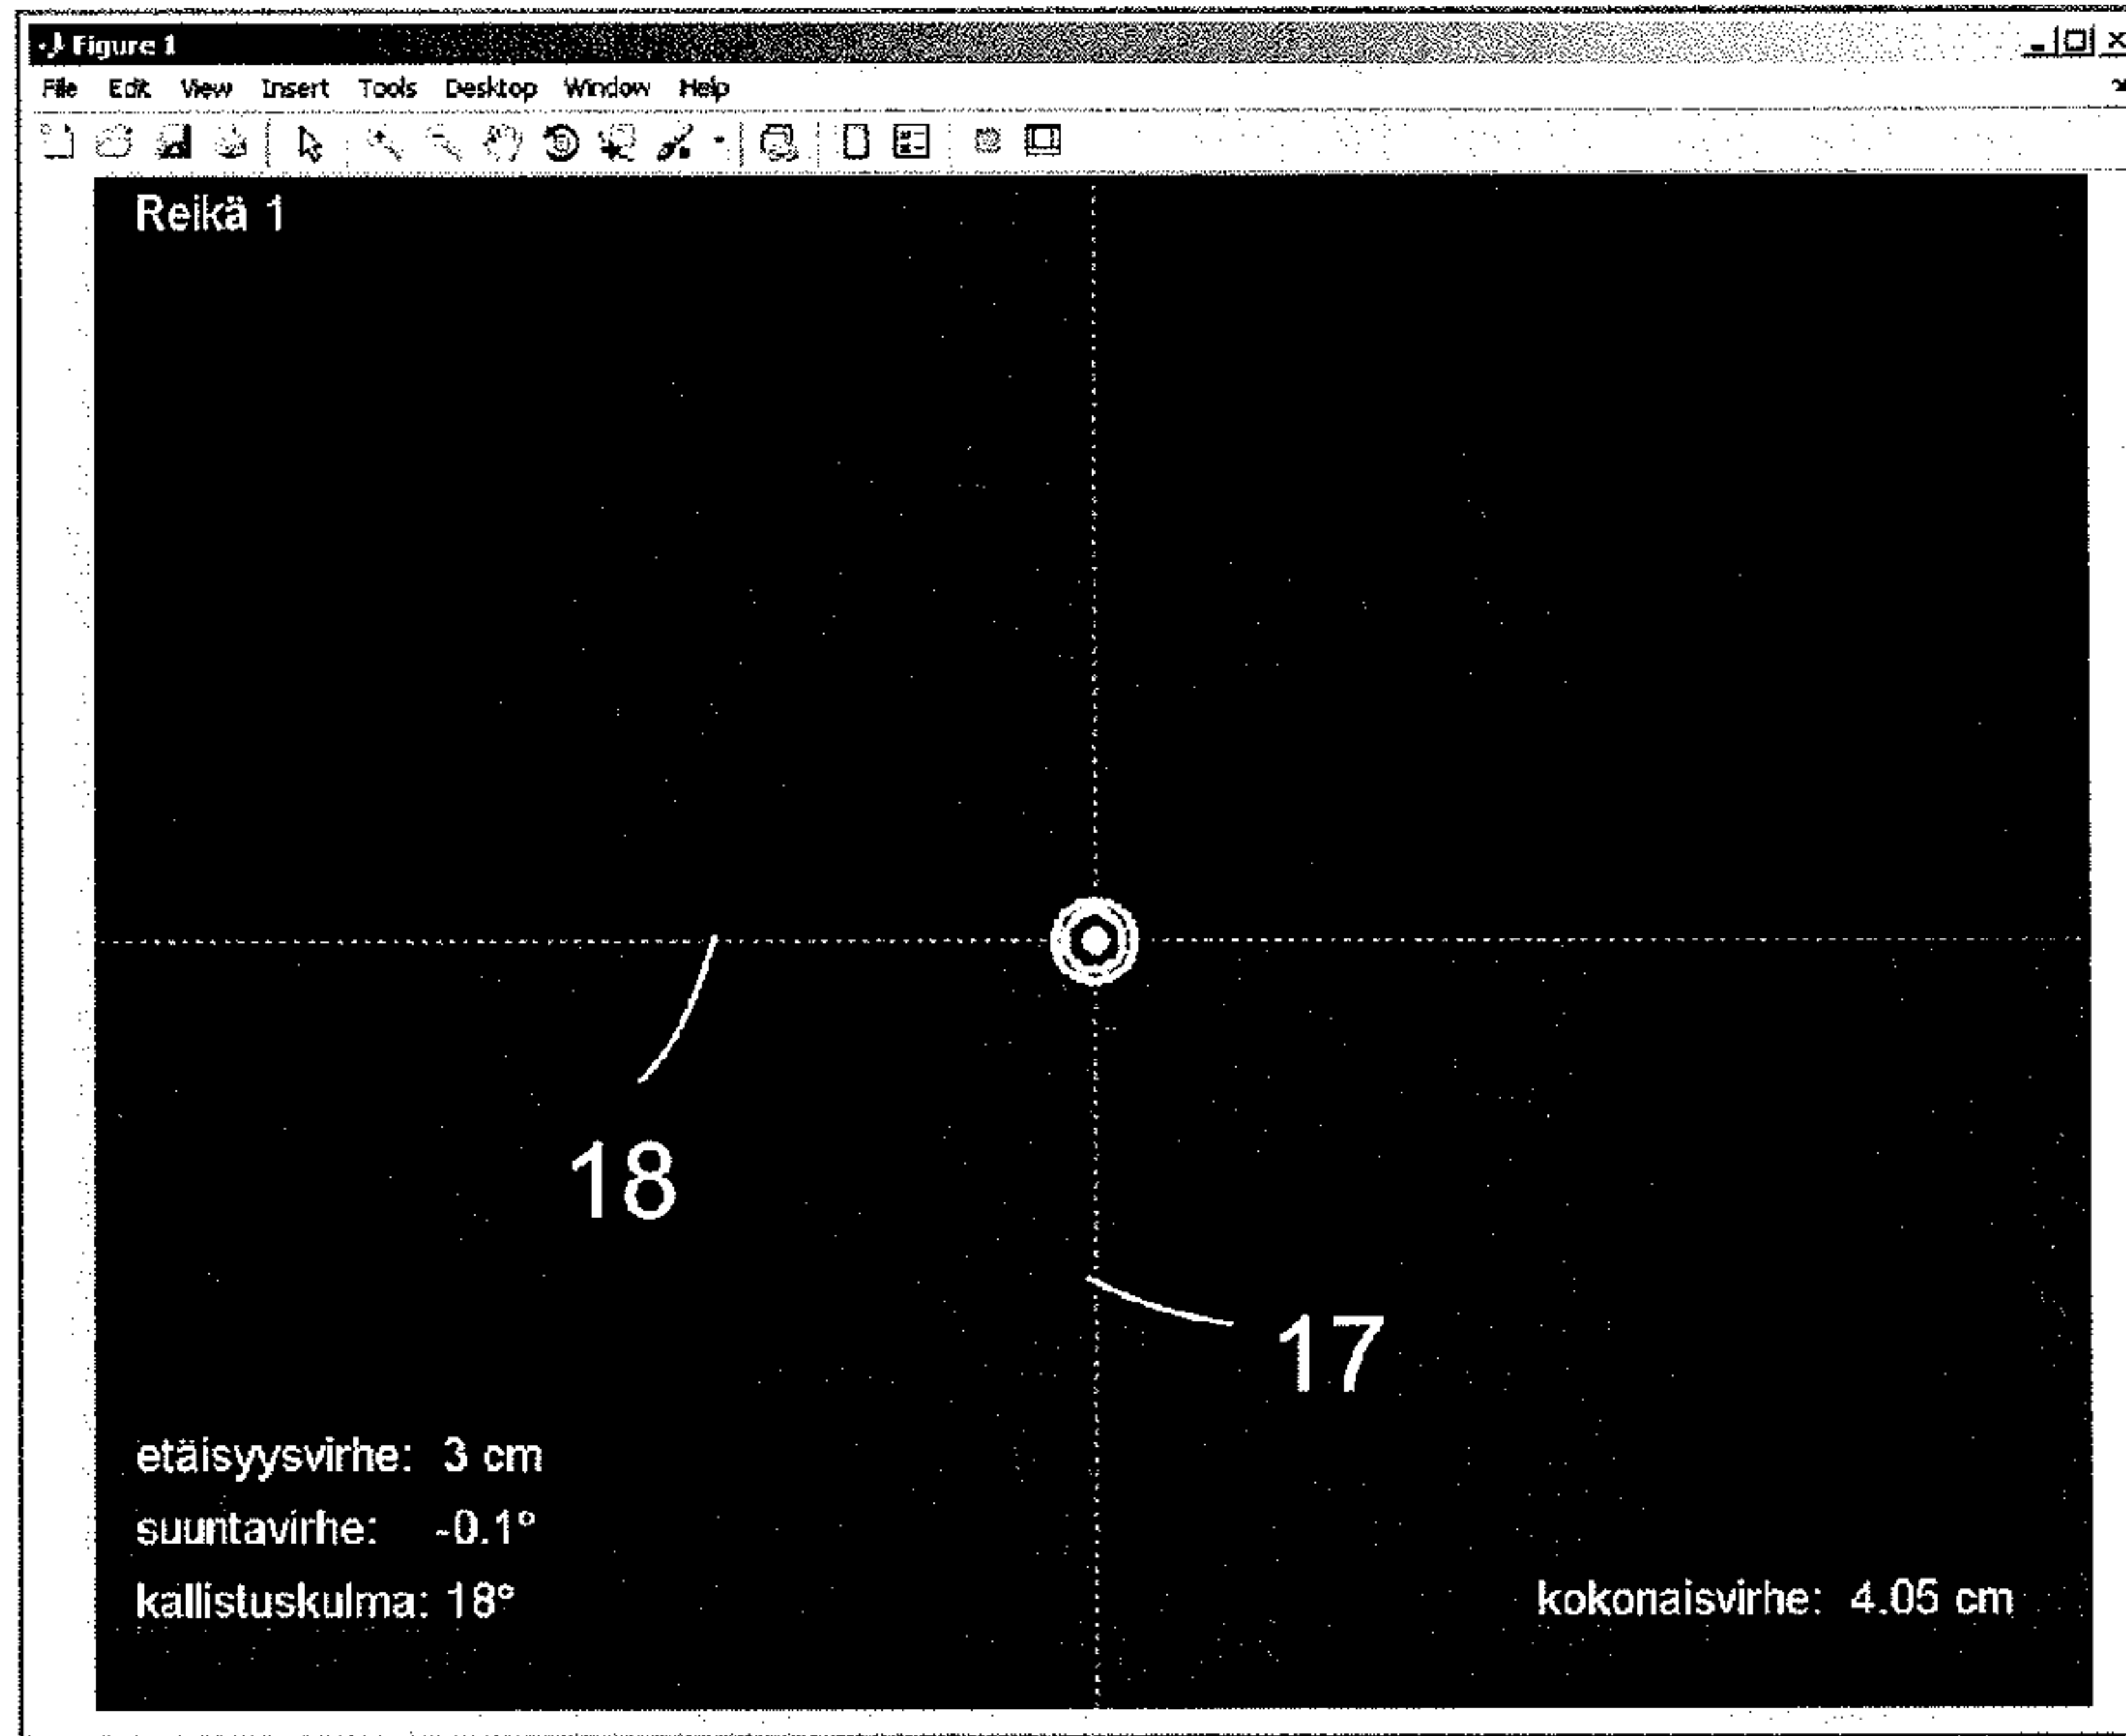 Figure 1
File Edit View Insert Tools Desktop Window Help
Reikä 1
18
17
etäisyysvirhe: 3 cm
suuntavirhe: -0.1°
kallistuskulma: 18°
kokonaisvirhe: 4.05 cm